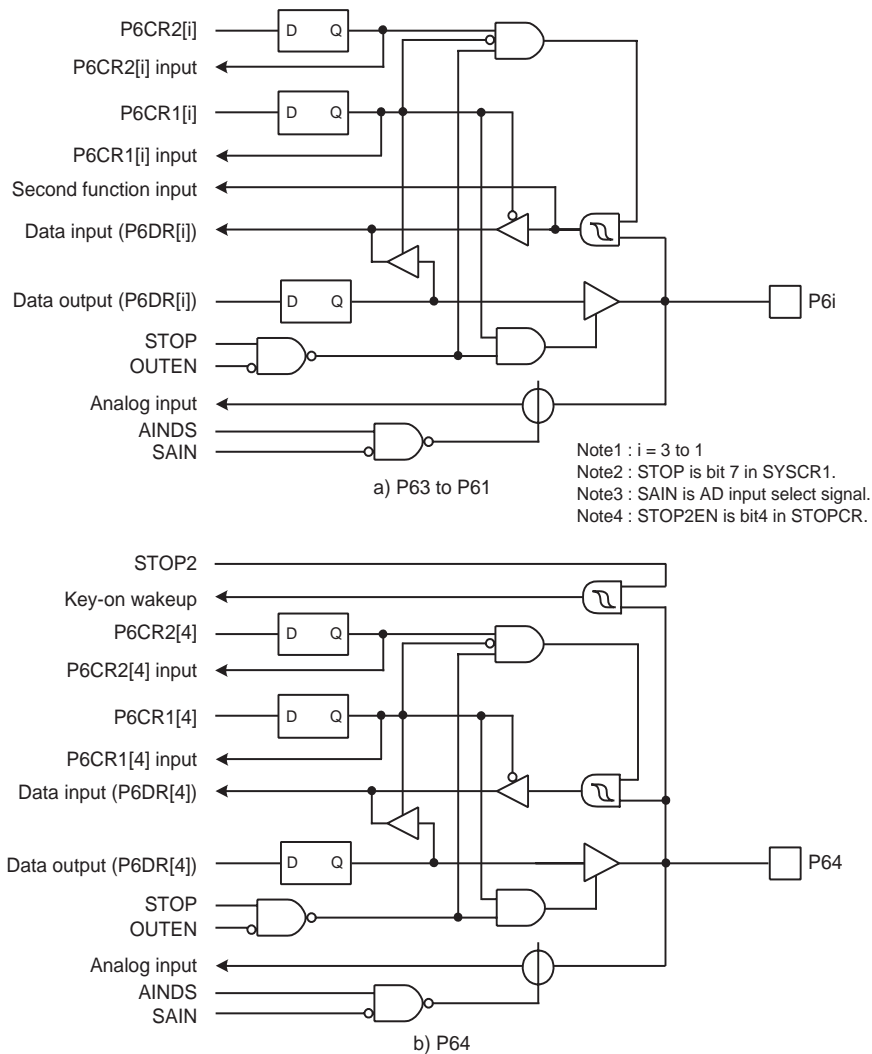 P6CR2[i]
D Q
P6CR2[i] input
P6CR1[i]
D Q
P6CR1[i] input
Second function input
Data input (P6DR[i])
Data output (P6DR[i])
D Q
P6i
STOP
OUTEN
Analog input
AINDS
SAIN
a) P63 to P61
Note1 : i = 3 to 1
Note2 : STOP is bit 7 in SYSCR1.
Note3 : SAIN is AD input select signal.
Note4 : STOP2EN is bit4 in STOPCR.
STOP2
Key-on wakeup
P6CR2[4]
D Q
P6CR2[4] input
P6CR1[4]
D Q
P6CR1[4] input
Data input (P6DR[4])
Data output (P6DR[4])
D Q
P64
STOP
OUTEN
Analog input
AINDS
SAIN
b) P64